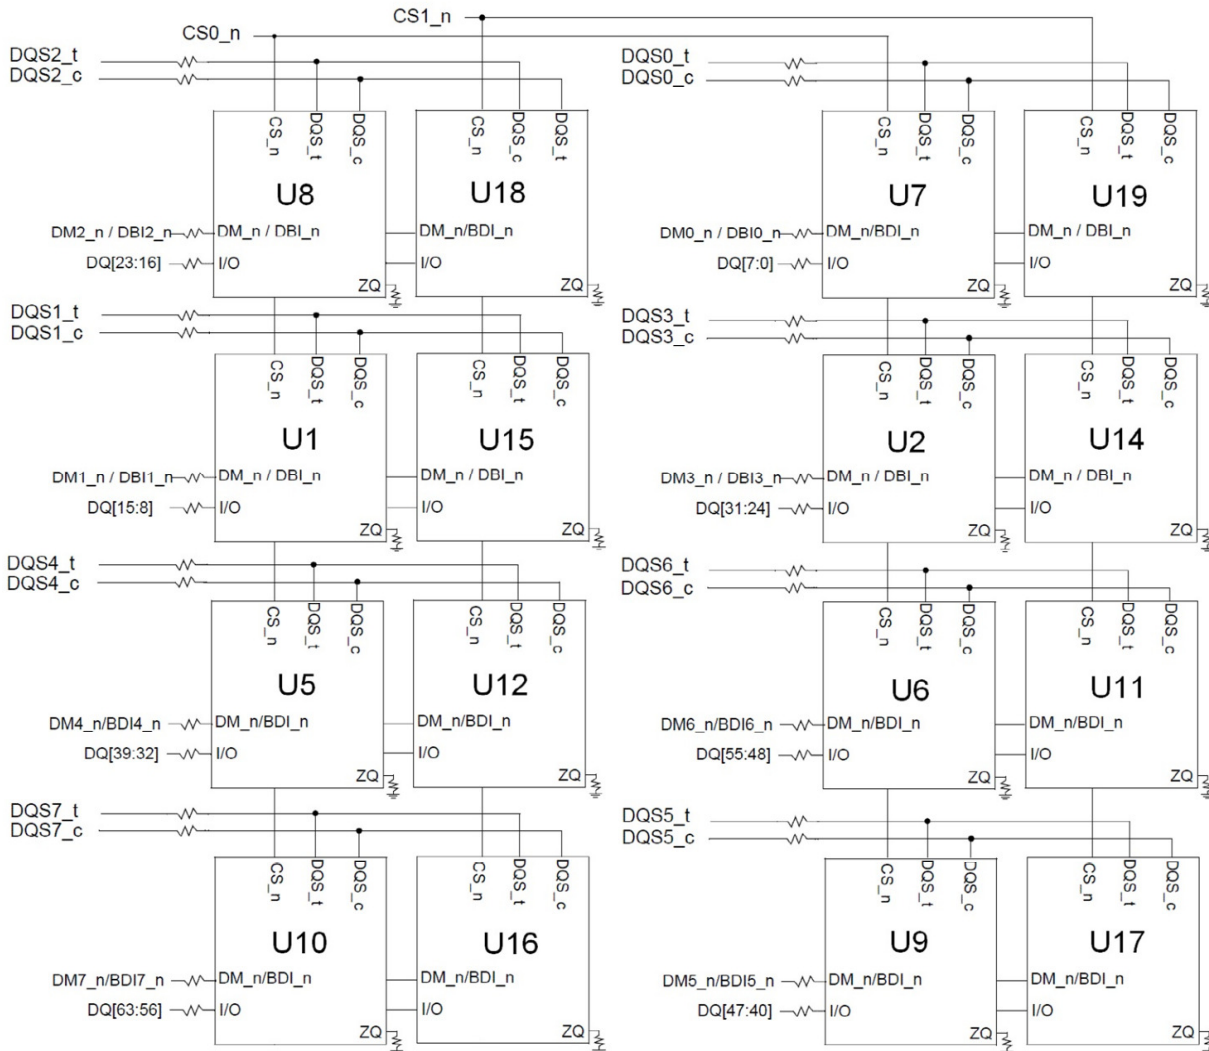 CS1_n
CS0_n
DQS2_t
DQS2_c
DQS0_t
DQS0_c
CS_n DQS_t DQS_c
CS_n DQS_c DQS_t
CS_n DQS_t DQS_c
CS_n DQS_t DQS_c
U8 U18 U7 U19
DM2_n / DBI2_n DM_n / DBI_n DM_n/BDI_n
DM0_n / DBI0_n DM_n/BDI_n DM_n / DBI_n
DQ[23:16] I/O I/O
DQ[7:0] I/O I/O
ZQ ZQ ZQ ZQ
DQS1_t
DQS1_c
DQS3_t
DQS3_c
CS_n DQS_t DQS_c
CS_n DQS_t DQS_c
CS_n DQS_t DQS_c
CS_n DQS_t DQS_c
U1 U15 U2 U14
DM1_n / DBI1_n DM_n / DBI_n DM_n / DBI_n
DM3_n / DBI3_n DM_n / DBI_n DM_n / DBI_n
DQ[15:8] I/O I/O
DQ[31:24] I/O I/O
ZQ ZQ ZQ ZQ
DQS4_t
DQS4_c
DQS6_t
DQS6_c
CS_n DQS_t DQS_c
CS_n DQS_t DQS_c
CS_n DQS_t DQS_c
CS_n DQS_t DQS_c
U5 U12 U6 U11
DM4_n/BDI4_n DM_n/BDI_n DM_n/BDI_n
DM6_n/BDI6_n DM_n/BDI_n DM_n/BDI_n
DQ[39:32] I/O I/O
DQ[55:48] I/O I/O
ZQ ZQ ZQ ZQ
DQS7_t
DQS7_c
DQS5_t
DQS5_c
CS_n DQS_t DQS_c
CS_n DQS_t DQS_c
CS_n DQS_t DQS_c
CS_n DQS_t DQS_c
U10 U16 U9 U17
DM7_n/BDI7_n DM_n/BDI_n DM_n/BDI_n
DM5_n/BDI5_n DM_n/BDI_n DM_n/BDI_n
DQ[63:56] I/O I/O
DQ[47:40] I/O I/O
ZQ ZQ ZQ ZQ